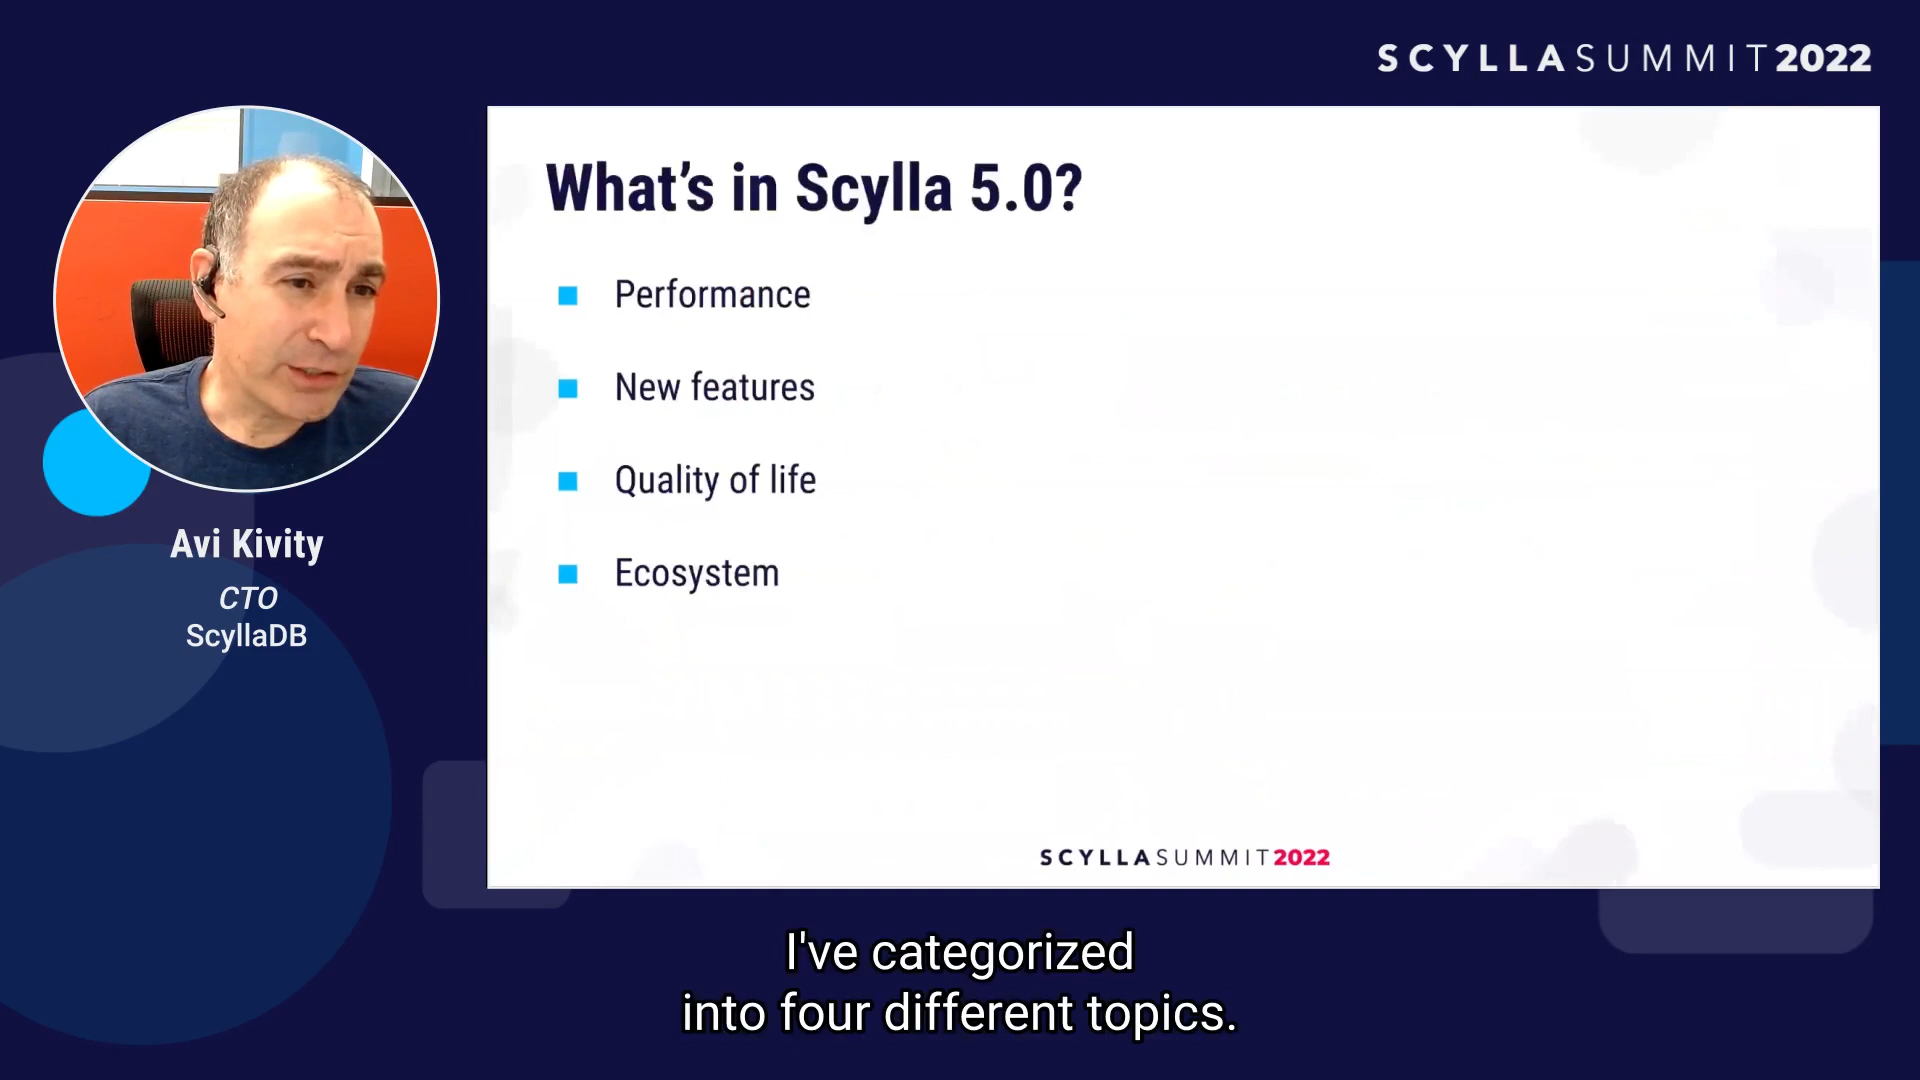 SCYLLASUMMIT2022
What's in Scylla 5.0?
Performance
New features
Quality of life
Ecosystem
SCYLLASUMMIT2022
Avi Kivity
CTO
ScyllaDB
I've categorized
into four different topics.